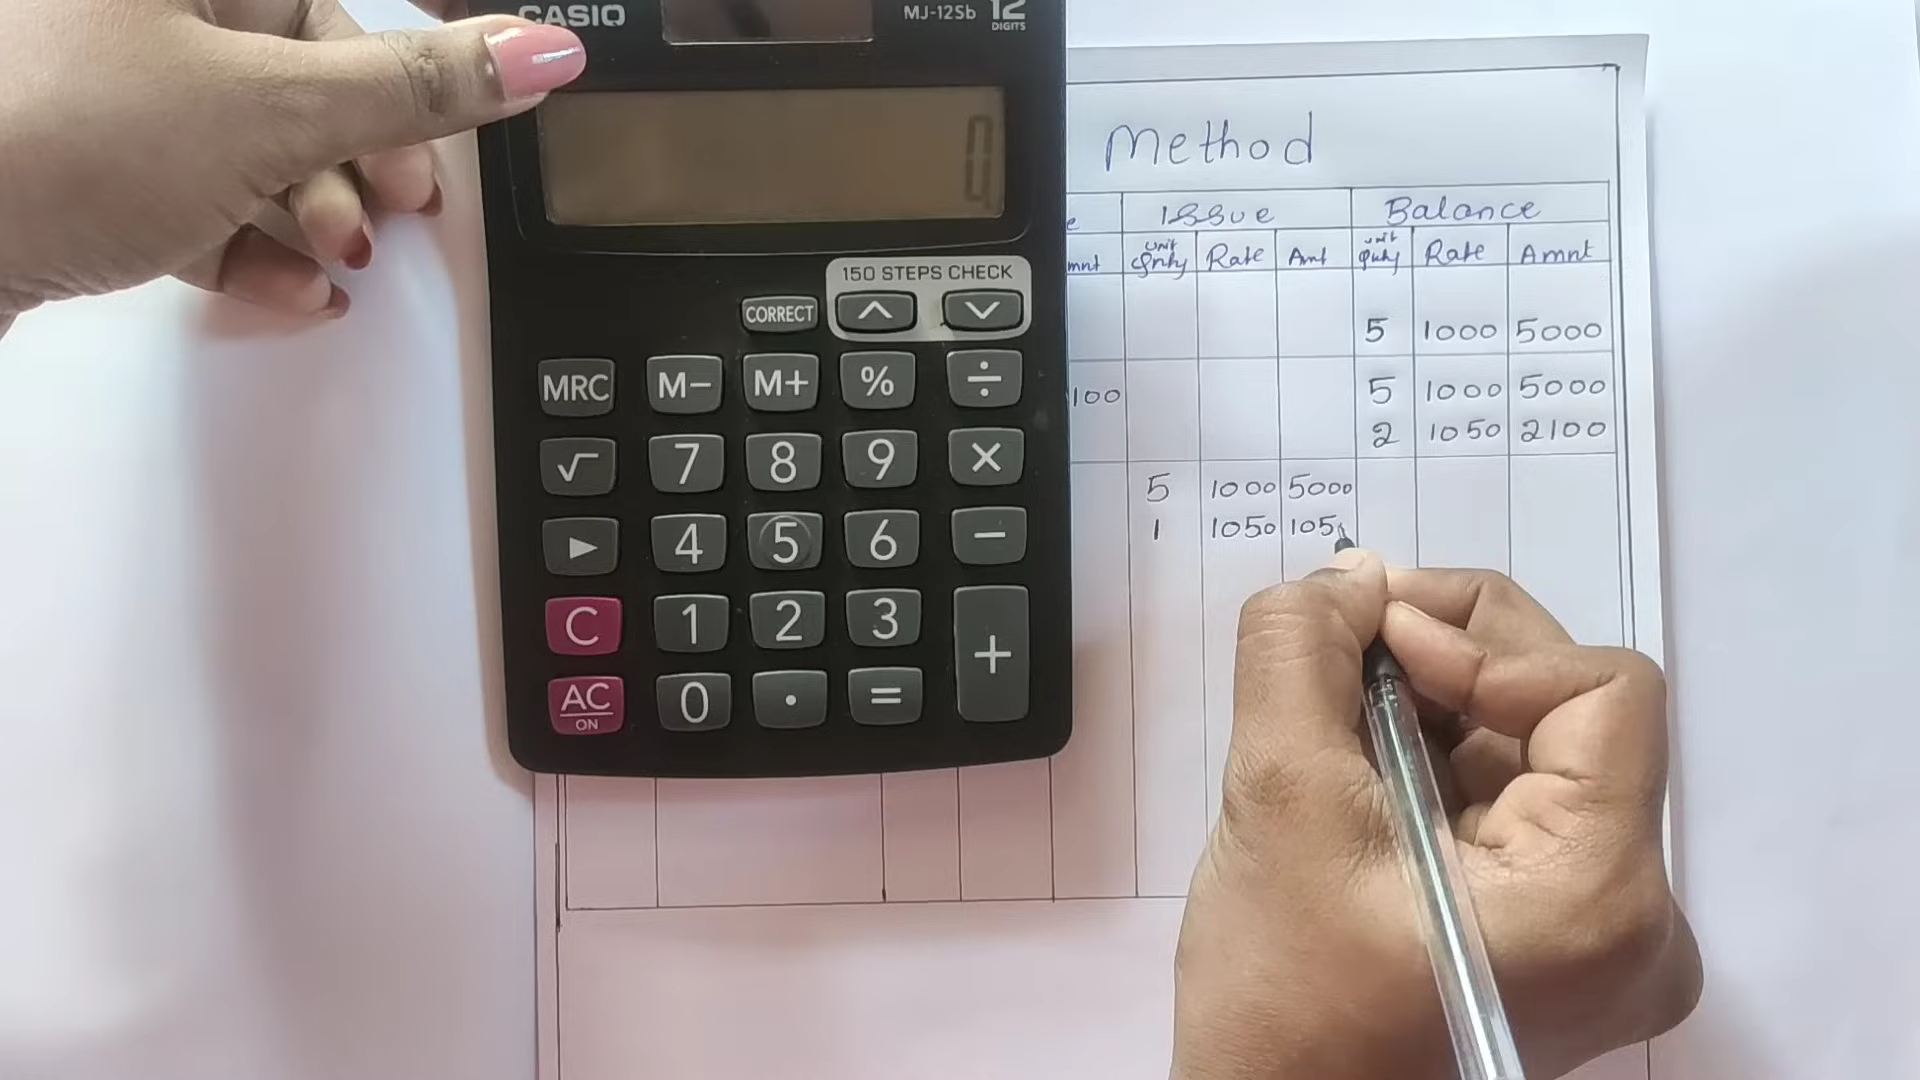 CASIO MJ-12Sb 12 DIGITS
0
150 STEPS CHECK
CORRECT
MRC M− M+ % ÷
√ 7 8 9 ×
▶ 4 5 6 −
C 1 2 3 +
AC/ON 0 . =
Method
e Issue Balance
mnt unit Qnty Rate Amt unit Qnty Rate Amnt
5 1000 5000
100 5 1000 5000
2 1050 2100
5 1000 5000
1 1050 105